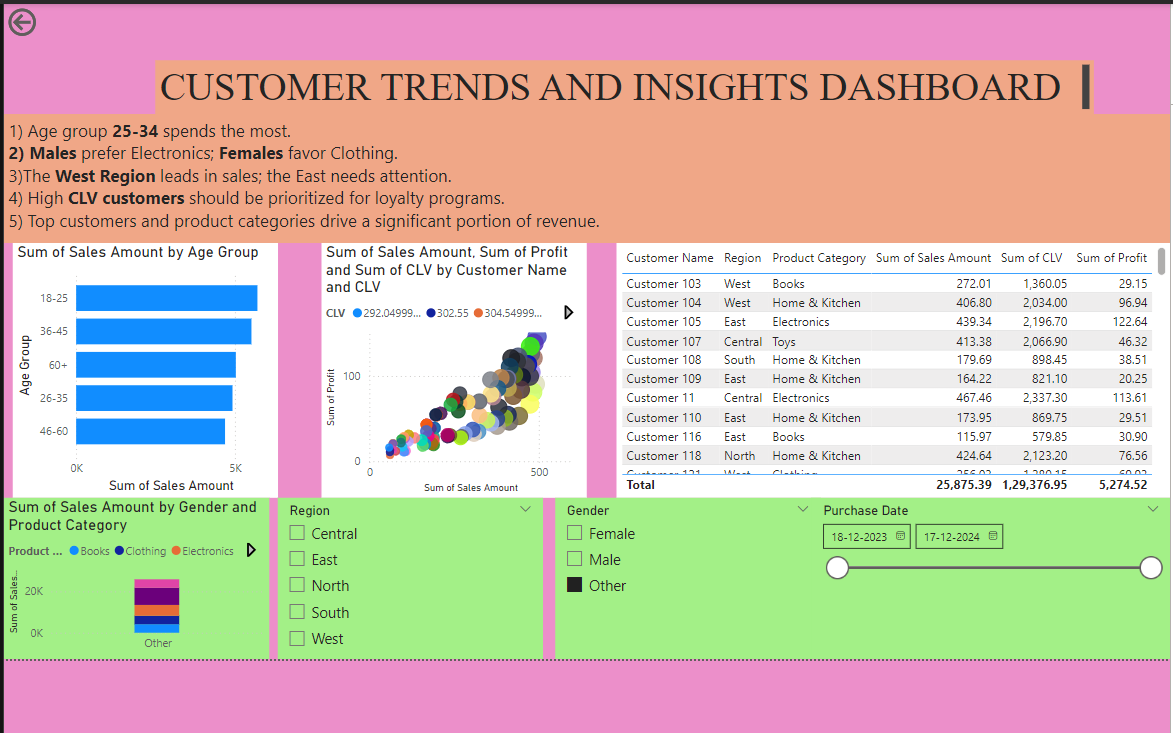 CUSTOMER TRENDS AND INSIGHTS DASHBOARD
1) Age group 25-34 spends the most.
2) Males prefer Electronics; Females favor Clothing.
3)The West Region leads in sales; the East needs attention.
4) High CLV customers should be prioritized for loyalty programs.
5) Top customers and product categories drive a significant portion of revenue.
Sum of Sales Amount by Age Group
Age Group
18-25
36-45
60+
26-35
46-60
0K 5K
Sum of Sales Amount
Sum of Sales Amount, Sum of Profit
and Sum of CLV by Customer Name
and CLV
CLV 292.04999... 302.55 304.54999...
Sum of Profit
100
0
0 500
Sum of Sales Amount
Customer Name Region Product Category Sum of Sales Amount Sum of CLV Sum of Profit
Customer 103 West Books 272.01 1,360.05 29.15
Customer 104 West Home & Kitchen 406.80 2,034.00 96.94
Customer 105 East Electronics 439.34 2,196.70 122.64
Customer 107 Central Toys 413.38 2,066.90 46.32
Customer 108 South Home & Kitchen 179.69 898.45 38.51
Customer 109 East Home & Kitchen 164.22 821.10 20.25
Customer 11 Central Electronics 467.46 2,337.30 113.61
Customer 110 East Home & Kitchen 173.95 869.75 29.51
Customer 116 East Books 115.97 579.85 30.90
Customer 118 North Home & Kitchen 424.64 2,123.20 76.56
Total 25,875.39 1,29,376.95 5,274.52
Sum of Sales Amount by Gender and
Product Category
Product ... Books Clothing Electronics
Sum of Sales...
20K
0K
Other
Region
Central
East
North
South
West
Gender
Female
Male
Other
Purchase Date
18-12-2023 17-12-2024